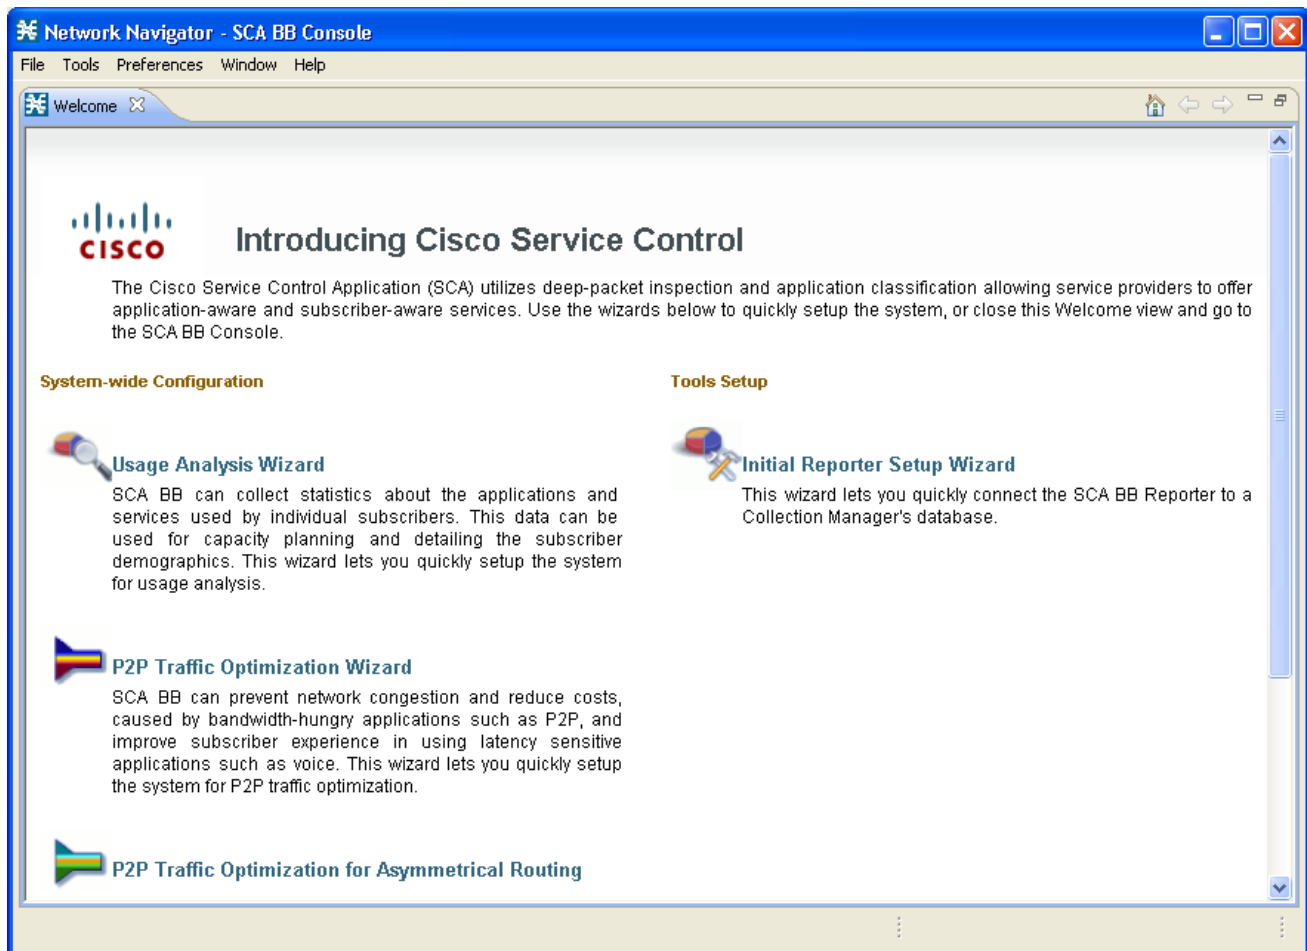 Network Navigator - SCA BB Console
File Tools Preferences Window Help
Welcome
CISCO
Introducing Cisco Service Control
The Cisco Service Control Application (SCA) utilizes deep-packet inspection and application classification allowing service providers to offer
application-aware and subscriber-aware services. Use the wizards below to quickly setup the system, or close this Welcome view and go to
the SCA BB Console.
System-wide Configuration
Usage Analysis Wizard
SCA BB can collect statistics about the applications and
services used by individual subscribers. This data can be
used for capacity planning and detailing the subscriber
demographics. This wizard lets you quickly setup the system
for usage analysis.
P2P Traffic Optimization Wizard
SCA BB can prevent network congestion and reduce costs,
caused by bandwidth-hungry applications such as P2P, and
improve subscriber experience in using latency sensitive
applications such as voice. This wizard lets you quickly setup
the system for P2P traffic optimization.
P2P Traffic Optimization for Asymmetrical Routing
Tools Setup
Initial Reporter Setup Wizard
This wizard lets you quickly connect the SCA BB Reporter to a
Collection Manager's database.